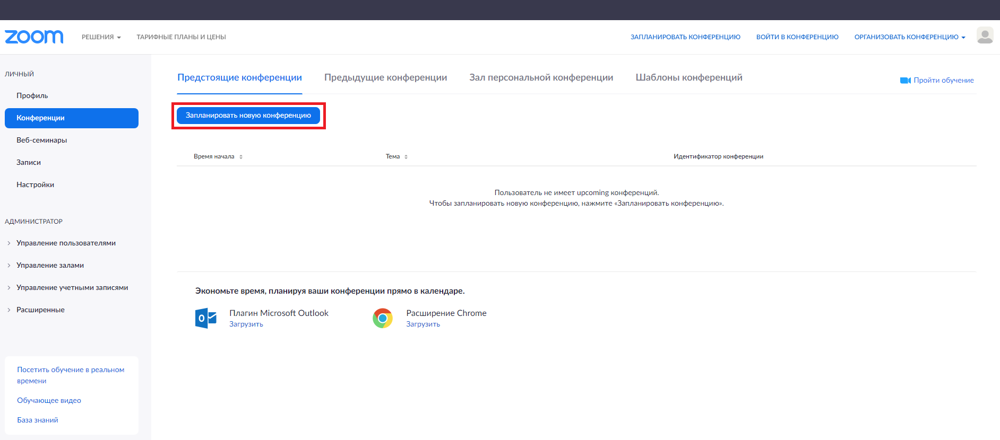 zoom
РЕШЕНИЯ
ТАРИФНЫЕ ПЛАНЫ И ЦЕНЫ
ЗАПЛАНИРОВАТЬ КОНФЕРЕНЦИЮ
ВОЙТИ В КОНФЕРЕНЦИЮ
ОРГАНИЗОВАТЬ КОНФЕРЕНЦИЮ
ЛИЧНЫЙ
Профиль
Конференции
Веб-семинары
Записи
Настройки
АДМИНИСТРАТОР
Управление пользователями
Управление залами
Управление учетными записями
Расширенные
Посетить обучение в реальном
времени
Обучающее видео
База знаний
Предстоящие конференции
Предыдущие конференции
Зал персональной конференции
Шаблоны конференций
Пройти обучение
Запланировать новую конференцию
Время начала
Тема
Идентификатор конференции
Пользователь не имеет upcoming конференций.
Чтобы запланировать новую конференцию, нажмите «Запланировать конференцию».
Экономьте время, планируя ваши конференции прямо в календаре.
Плагин Microsoft Outlook
Загрузить
Расширение Chrome
Загрузить